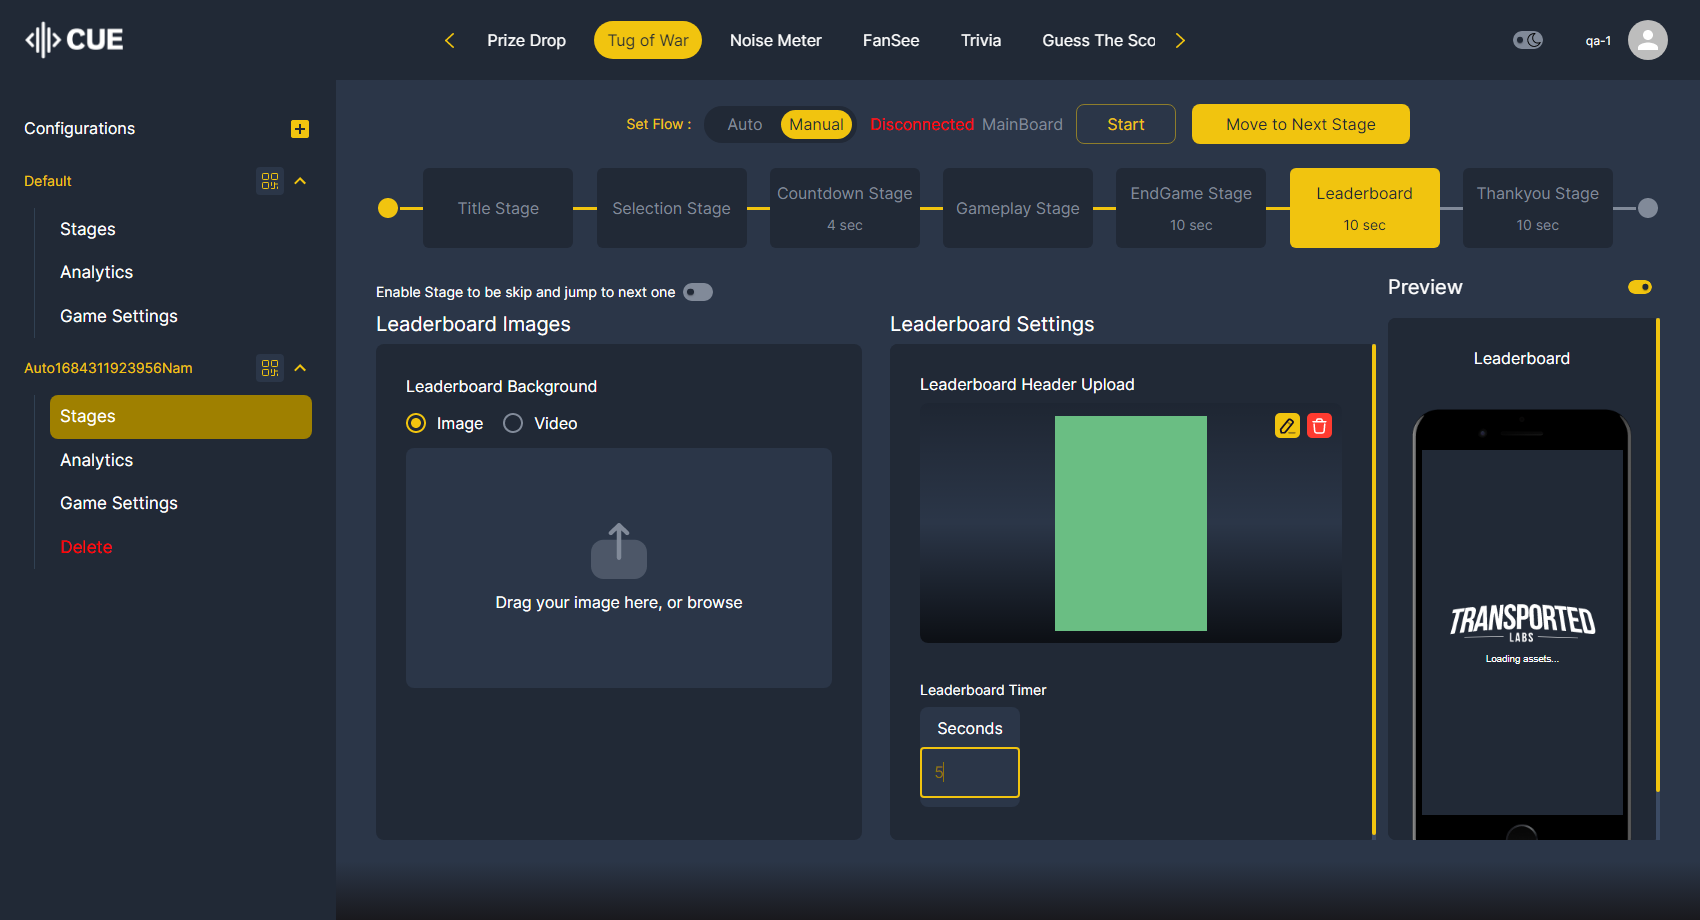 CUE
Prize Drop
Tug of War
Noise Meter
FanSee
Trivia
Guess The Sco
qa-1
Configurations
Default
Stages
Analytics
Game Settings
Auto1684311923956Nam
Stages
Analytics
Game Settings
Delete
Set Flow :
Auto
Manual
Disconnected MainBoard
Start
Move to Next Stage
Title Stage
Selection Stage
Countdown Stage
4 sec
Gameplay Stage
EndGame Stage
10 sec
Leaderboard
10 sec
Thankyou Stage
10 sec
Enable Stage to be skip and jump to next one
Leaderboard Images
Leaderboard Background
Image
Video
Drag your image here, or browse
Leaderboard Settings
Leaderboard Header Upload
Leaderboard Timer
Seconds
5
Preview
Leaderboard
TRANSPORTED
LABS
Loading assets...